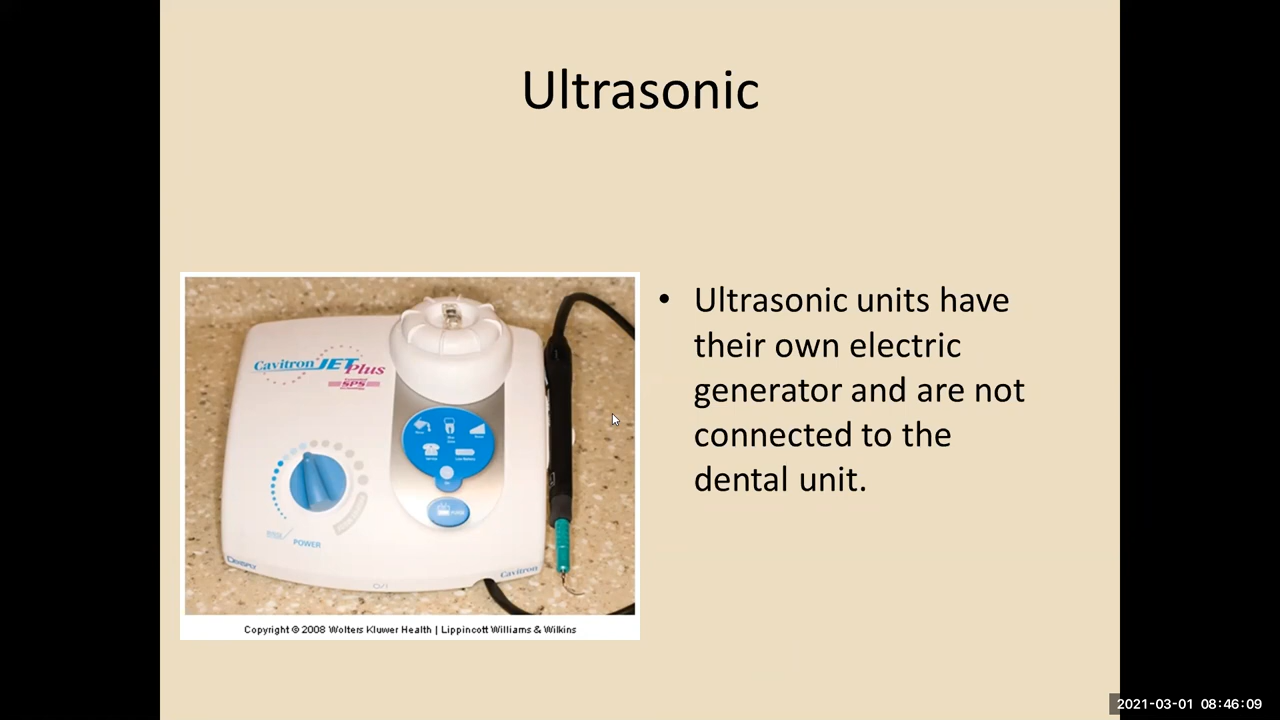 Ultrasonic
• Ultrasonic units have
their own electric
generator and are not
connected to the
dental unit.
Cavitron JET Plus
SPS
POWER
Cavitron
Copyright © 2008 Wolters Kluwer Health | Lippincott Williams & Wilkins
2021-03-01 08:46:09